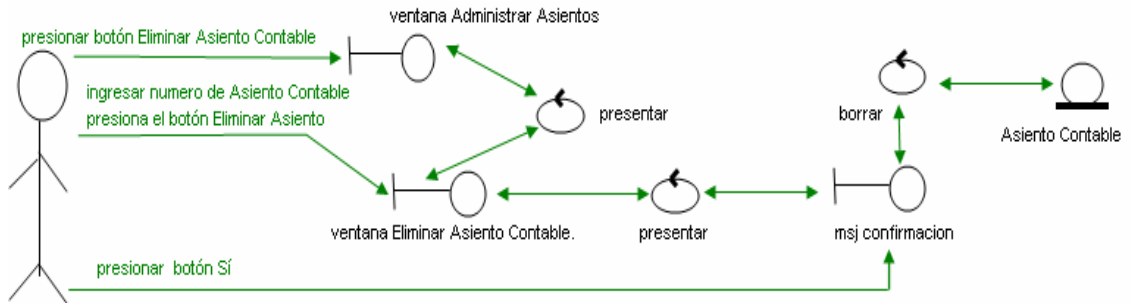 ventana Administrar Asientos
presionar botón Eliminar Asiento Contable
ingresar numero de Asiento Contable
presiona el botón Eliminar Asiento
presentar
borrar
Asiento Contable
ventana Eliminar Asiento Contable.
presentar
msj confirmacion
presionar botón Sí